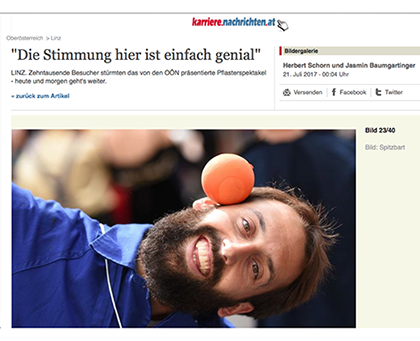 karriere.nachrichten.at
Oberösterreich > Linz
"Die Stimmung hier ist einfach genial"
LINZ. Zehntausende Besucher stürmten das von den OÖN präsentierte Pflasterspektakel
- heute und morgen geht's weiter.
« zurück zum Artikel
Bildergalerie
Herbert Schorn und Jasmin Baumgartinger
21. Juli 2017 - 00:04 Uhr
Versenden | Facebook | Twitter
Bild 23/40
Bild: Spitzbart